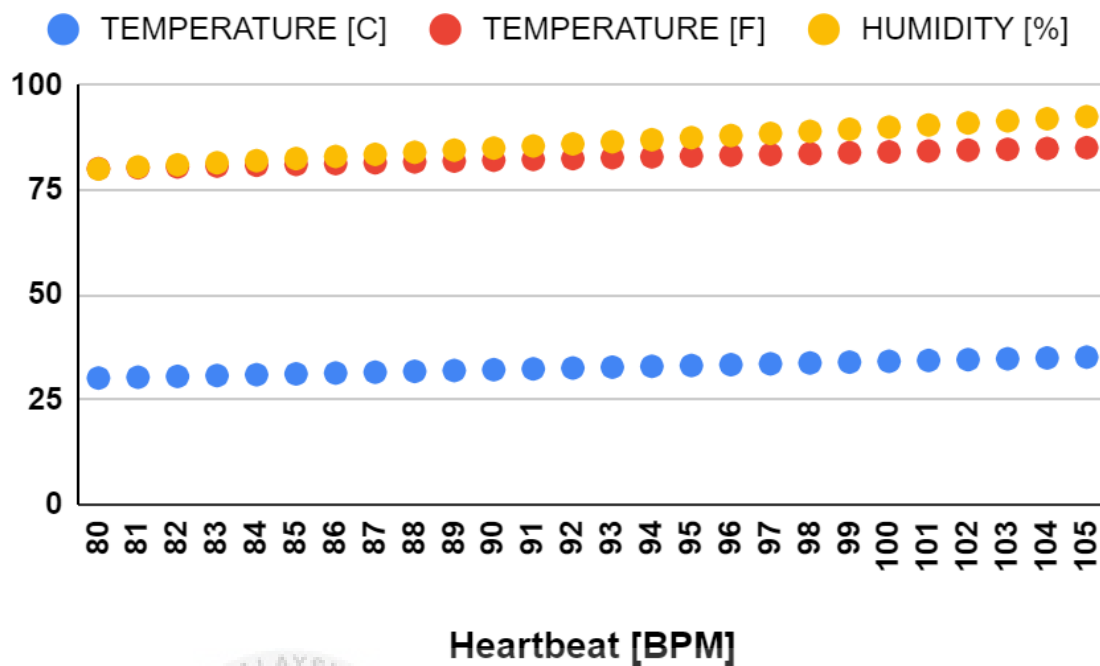 TEMPERATURE [C] TEMPERATURE [F] HUMIDITY [%]
100
75
50
25
0
80 81 82 83 84 85 86 87 88 89 90 91 92 93 94 95 96 97 98 99 100 101 102 103 104 105
Heartbeat [BPM]